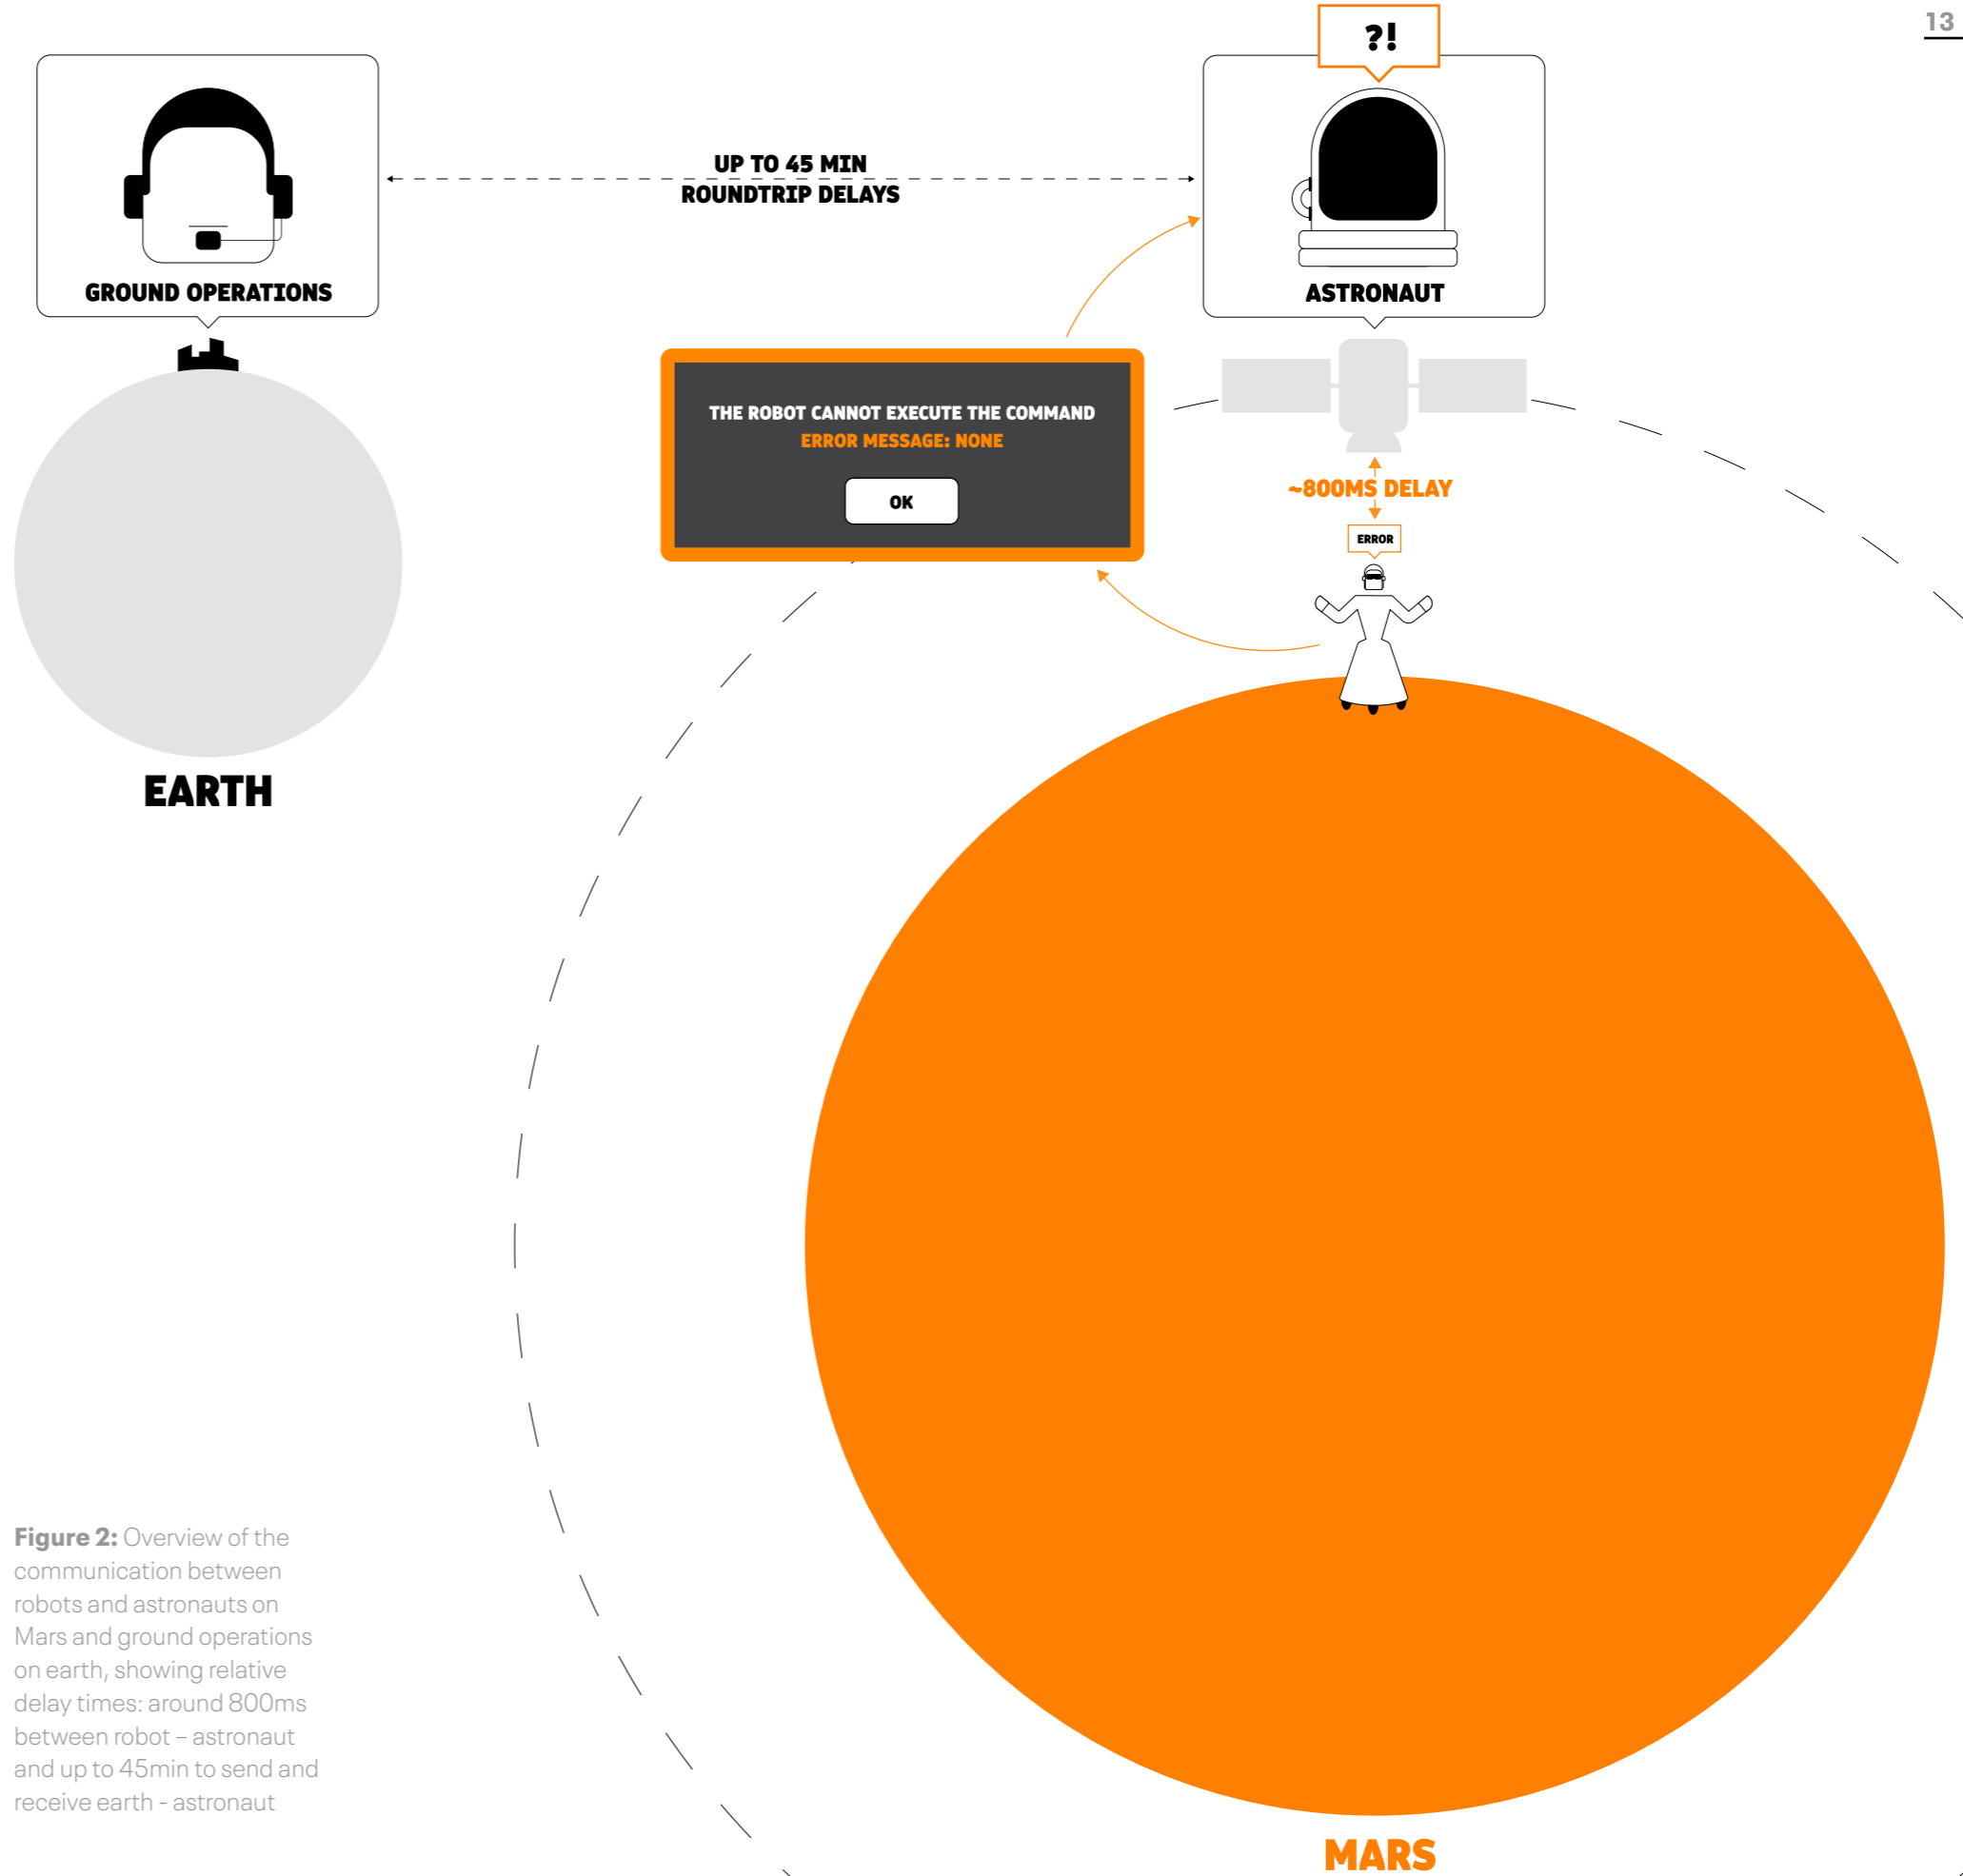 13
?!
UP TO 45 MIN
ROUNDTRIP DELAYS
GROUND OPERATIONS
ASTRONAUT
THE ROBOT CANNOT EXECUTE THE COMMAND
ERROR MESSAGE: NONE
OK
~800MS DELAY
ERROR
EARTH
Figure 2: Overview of the
communication between
robots and astronauts on
Mars and ground operations
on earth, showing relative
delay times: around 800ms
between robot – astronaut
and up to 45min to send and
receive earth - astronaut
MARS